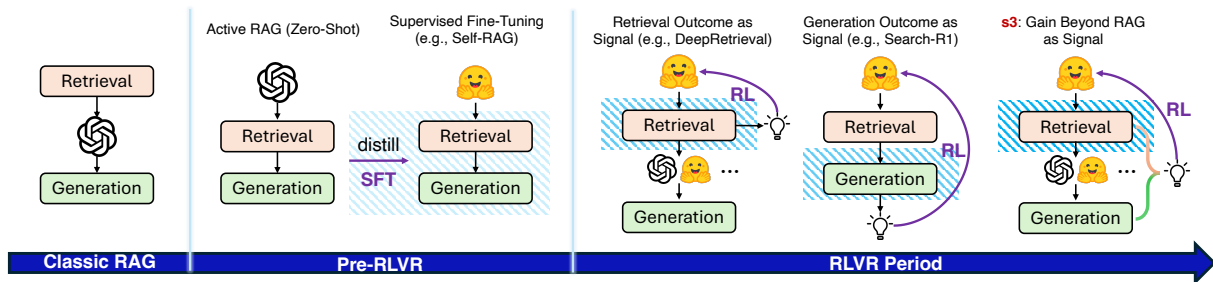 Retrieval
Generation
Classic RAG
Active RAG (Zero-Shot)
Retrieval
Generation
distill
SFT
Supervised Fine-Tuning
(e.g., Self-RAG)
Retrieval
Generation
Pre-RLVR
Retrieval Outcome as
Signal (e.g., DeepRetrieval)
RL
Retrieval
...
Generation
Generation Outcome as
Signal (e.g., Search-R1)
Retrieval
RL
Generation
s3: Gain Beyond RAG
as Signal
RL
Retrieval
...
Generation
RLVR Period